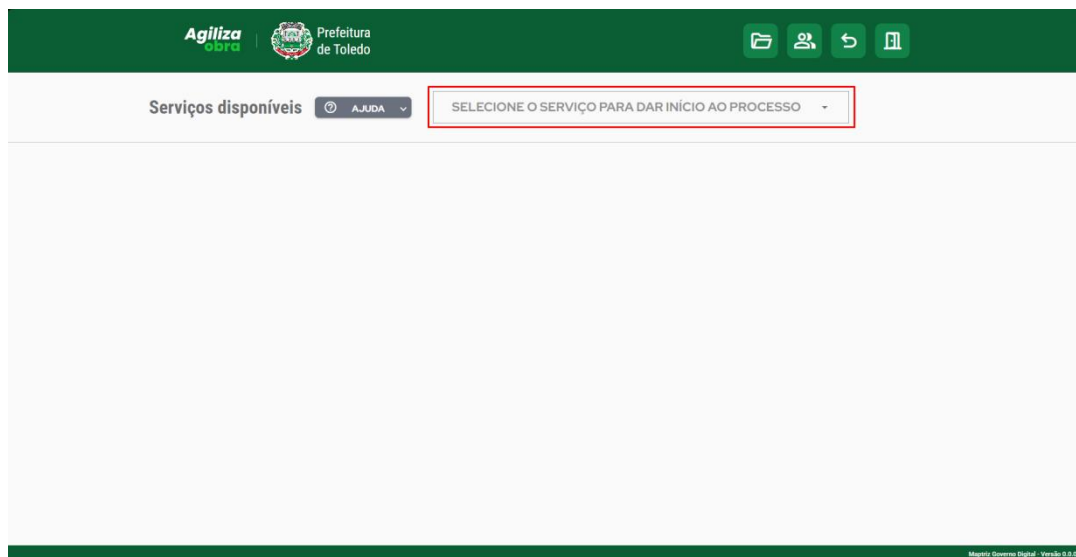 Agiliza
obra
Prefeitura
de Toledo
Serviços disponíveis
AJUDA
SELECIONE O SERVIÇO PARA DAR INÍCIO AO PROCESSO
Maptriz Governo Digital - Versão 0.0.0